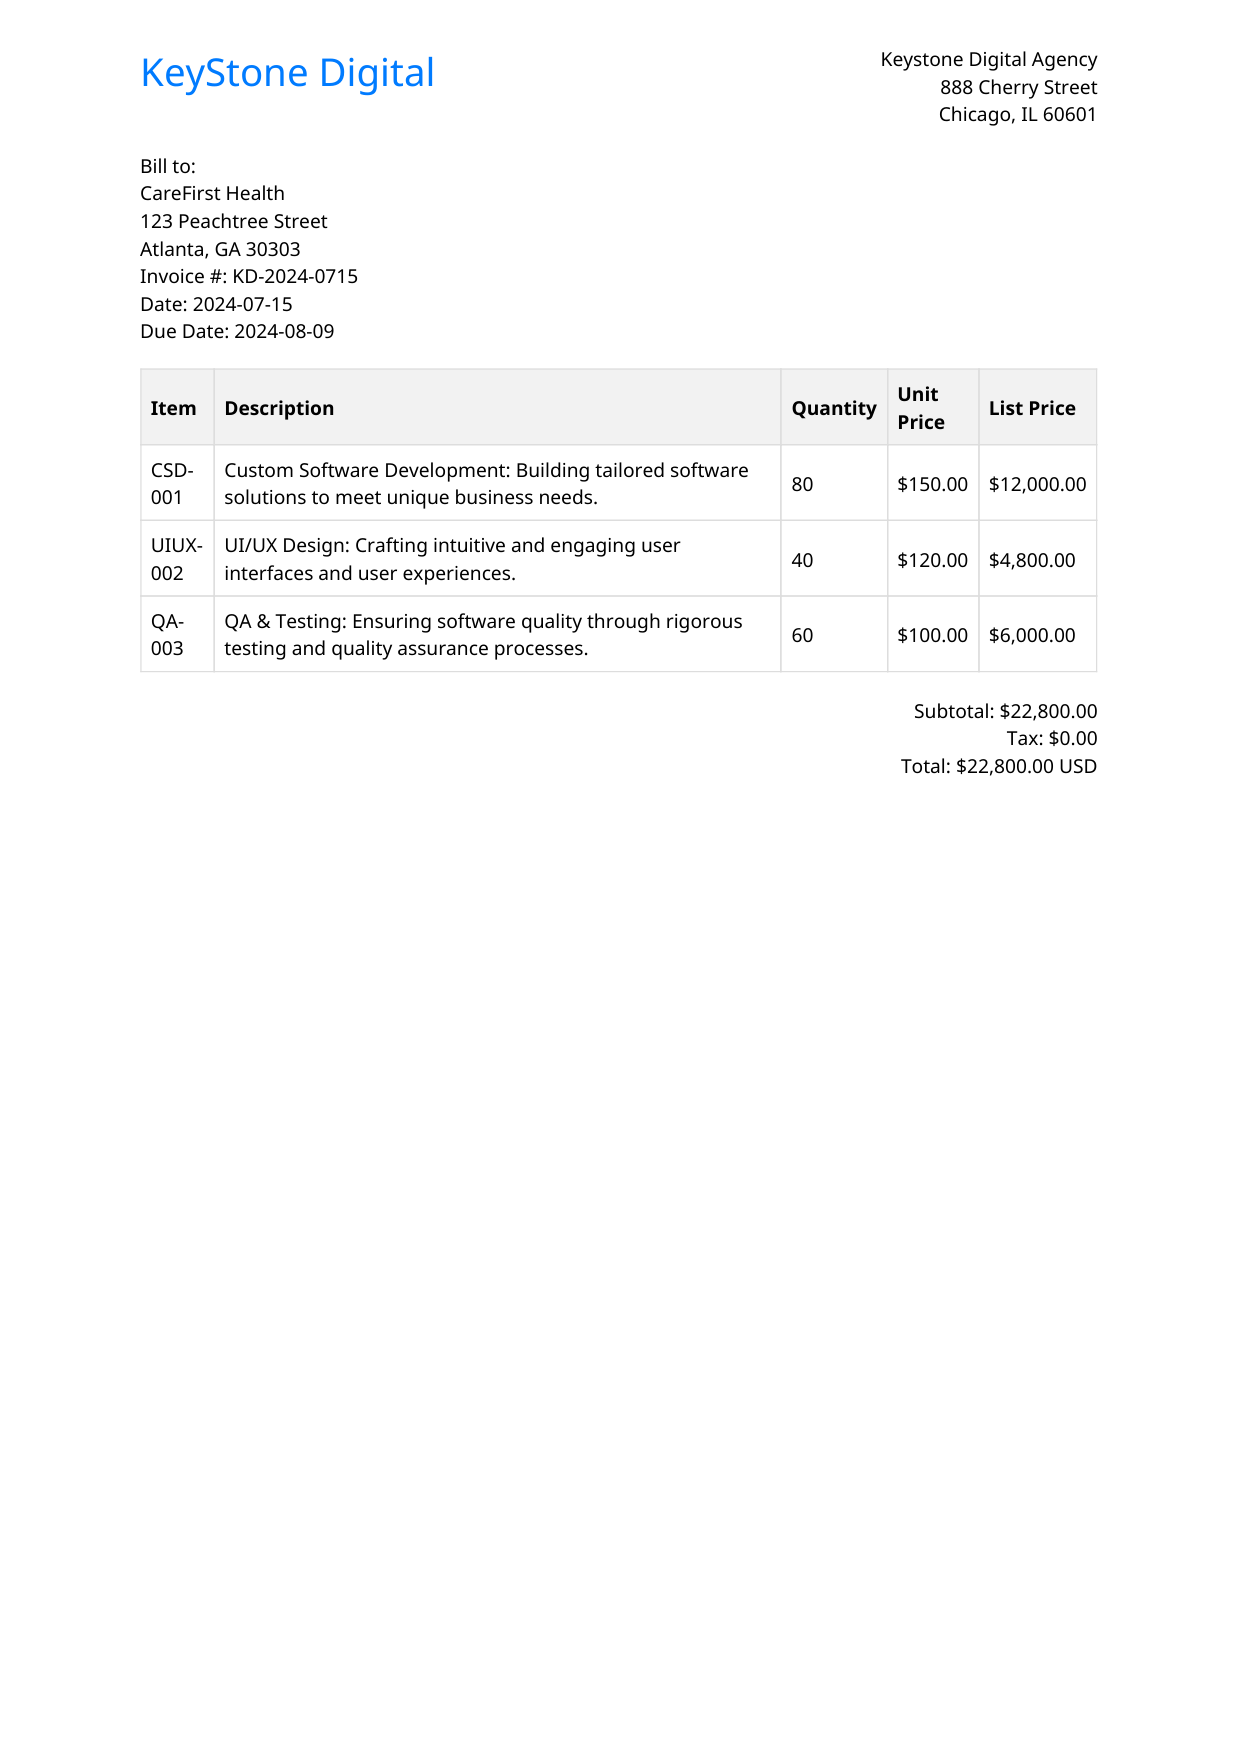 KeyStone Digital
Keystone Digital Agency
888 Cherry Street
Chicago, IL 60601
Bill to:
CareFirst Health
123 Peachtree Street
Atlanta, GA 30303
Invoice #: KD-2024-0715
Date: 2024-07-15
Due Date: 2024-08-09
Item Description Quantity Unit Price List Price
CSD-001 Custom Software Development: Building tailored software
solutions to meet unique business needs. 80 $150.00 $12,000.00
UIUX-002 UI/UX Design: Crafting intuitive and engaging user
interfaces and user experiences. 40 $120.00 $4,800.00
QA-003 QA & Testing: Ensuring software quality through rigorous
testing and quality assurance processes. 60 $100.00 $6,000.00
Subtotal: $22,800.00
Tax: $0.00
Total: $22,800.00 USD